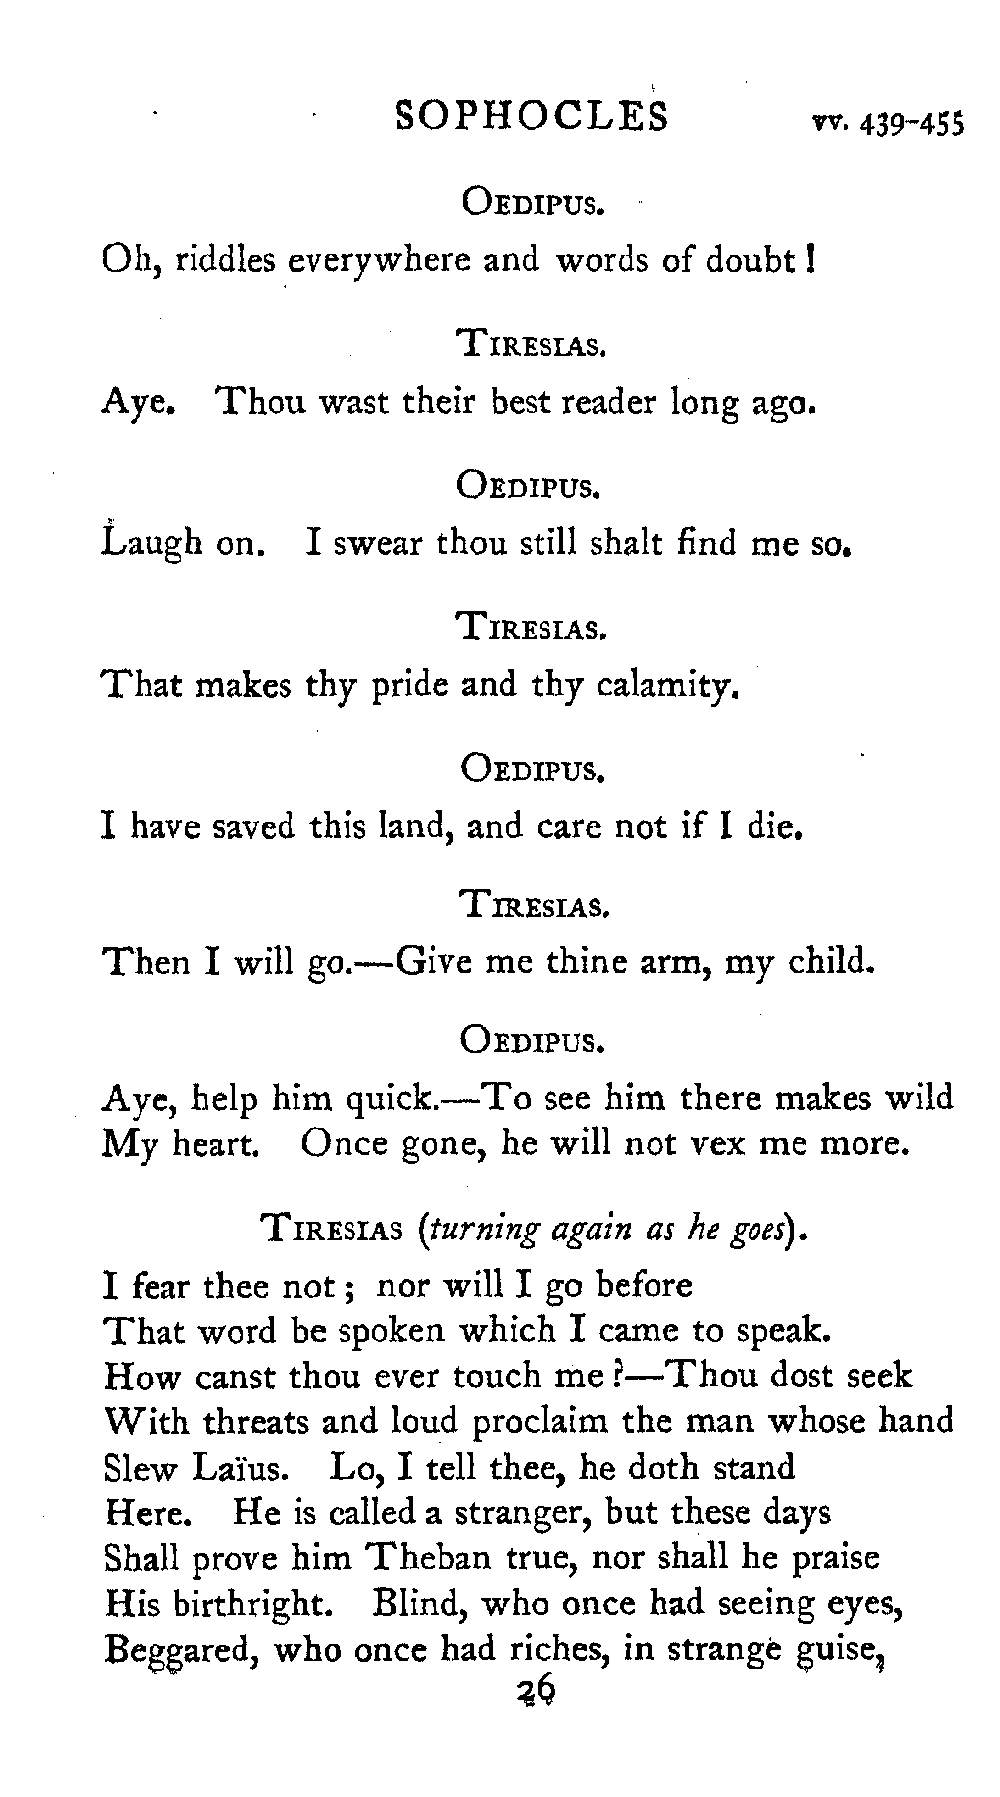 SOPHOCLES vv. 439-455
OEDIPUS.
Oh, riddles everywhere and words of doubt !
TIRESIAS.
Aye. Thou wast their best reader long ago.
OEDIPUS.
Laugh on. I swear thou still shalt find me so.
TIRESIAS.
That makes thy pride and thy calamity.
OEDIPUS.
I have saved this land, and care not if I die.
TIRESIAS.
Then I will go.—Give me thine arm, my child.
OEDIPUS.
Aye, help him quick.—To see him there makes wild
My heart. Once gone, he will not vex me more.
TIRESIAS (turning again as he goes).
I fear thee not ; nor will I go before
That word be spoken which I came to speak.
How canst thou ever touch me ?—Thou dost seek
With threats and loud proclaim the man whose hand
Slew Laïus. Lo, I tell thee, he doth stand
Here. He is called a stranger, but these days
Shall prove him Theban true, nor shall he praise
His birthright. Blind, who once had seeing eyes,
Beggared, who once had riches, in strange guise,
26